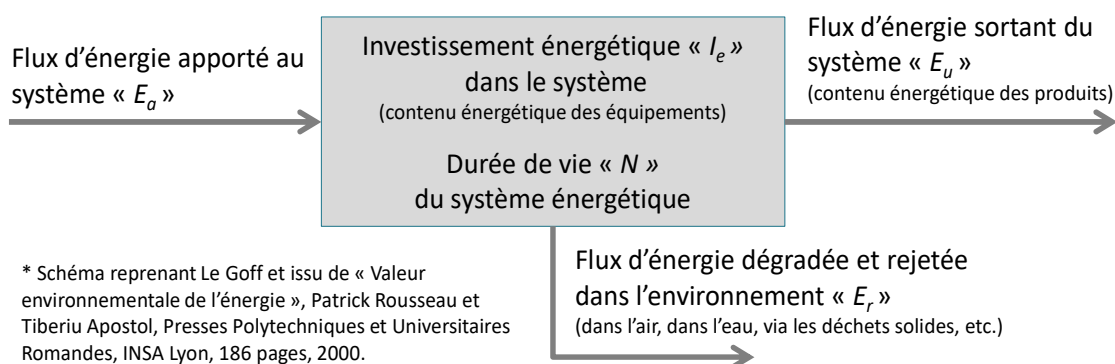 Flux d'énergie apporté au
système « Ea »
Investissement énergétique « Ie »
dans le système
(contenu énergétique des équipements)
Durée de vie « N »
du système énergétique
Flux d'énergie sortant du
système « Eu »
(contenu énergétique des produits)
Flux d'énergie dégradée et rejetée
dans l'environnement « Er »
(dans l'air, dans l'eau, via les déchets solides, etc.)
* Schéma reprenant Le Goff et issu de « Valeur
environnementale de l'énergie », Patrick Rousseau et
Tiberiu Apostol, Presses Polytechniques et Universitaires
Romandes, INSA Lyon, 186 pages, 2000.